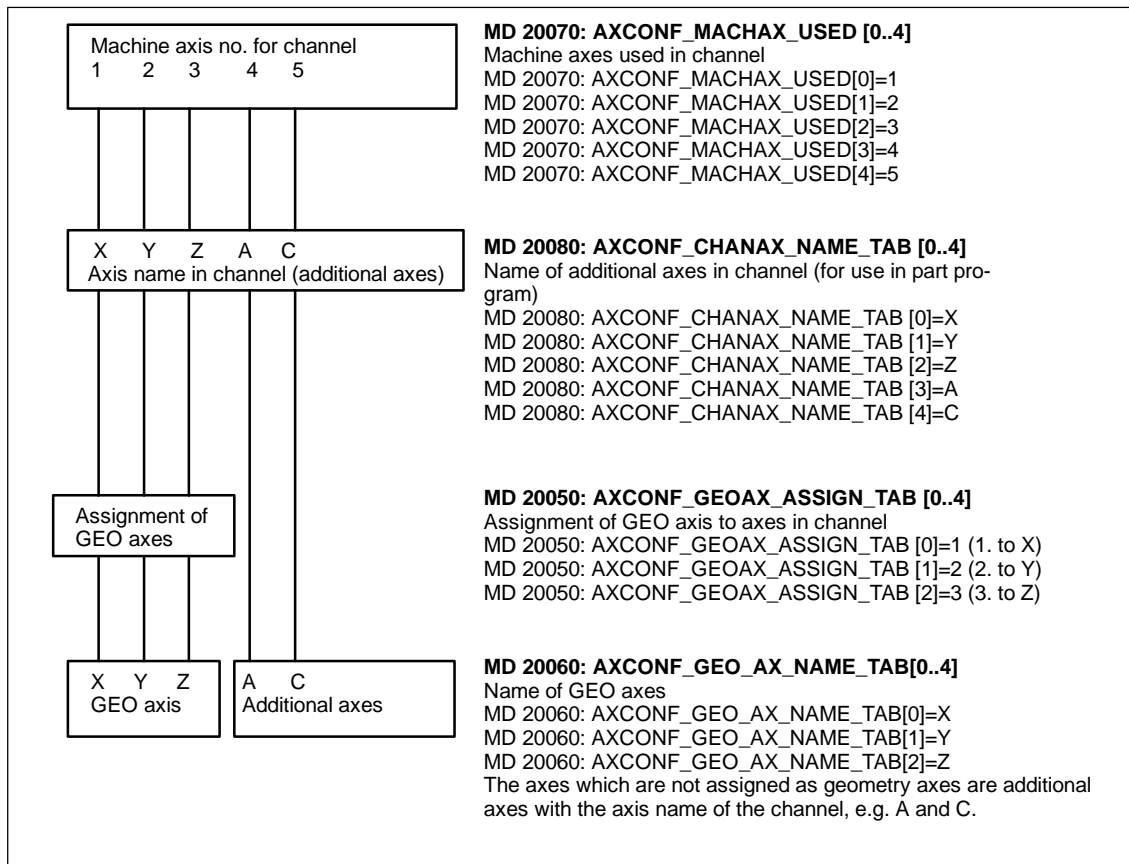 Machine axis no. for channel
1 2 3 4 5
MD 20070: AXCONF_MACHAX_USED [0..4]
Machine axes used in channel
MD 20070: AXCONF_MACHAX_USED[0]=1
MD 20070: AXCONF_MACHAX_USED[1]=2
MD 20070: AXCONF_MACHAX_USED[2]=3
MD 20070: AXCONF_MACHAX_USED[3]=4
MD 20070: AXCONF_MACHAX_USED[4]=5
X Y Z A C
Axis name in channel (additional axes)
MD 20080: AXCONF_CHANAX_NAME_TAB [0..4]
Name of additional axes in channel (for use in part pro-
gram)
MD 20080: AXCONF_CHANAX_NAME_TAB [0]=X
MD 20080: AXCONF_CHANAX_NAME_TAB [1]=Y
MD 20080: AXCONF_CHANAX_NAME_TAB [2]=Z
MD 20080: AXCONF_CHANAX_NAME_TAB [3]=A
MD 20080: AXCONF_CHANAX_NAME_TAB [4]=C
Assignment of
GEO axes
MD 20050: AXCONF_GEOAX_ASSIGN_TAB [0..4]
Assignment of GEO axis to axes in channel
MD 20050: AXCONF_GEOAX_ASSIGN_TAB [0]=1 (1. to X)
MD 20050: AXCONF_GEOAX_ASSIGN_TAB [1]=2 (2. to Y)
MD 20050: AXCONF_GEOAX_ASSIGN_TAB [2]=3 (3. to Z)
X Y Z
GEO axis
A C
Additional axes
MD 20060: AXCONF_GEO_AX_NAME_TAB[0..4]
Name of GEO axes
MD 20060: AXCONF_GEO_AX_NAME_TAB[0]=X
MD 20060: AXCONF_GEO_AX_NAME_TAB[1]=Y
MD 20060: AXCONF_GEO_AX_NAME_TAB[2]=Z
The axes which are not assigned as geometry axes are additional
axes with the axis name of the channel, e.g. A and C.